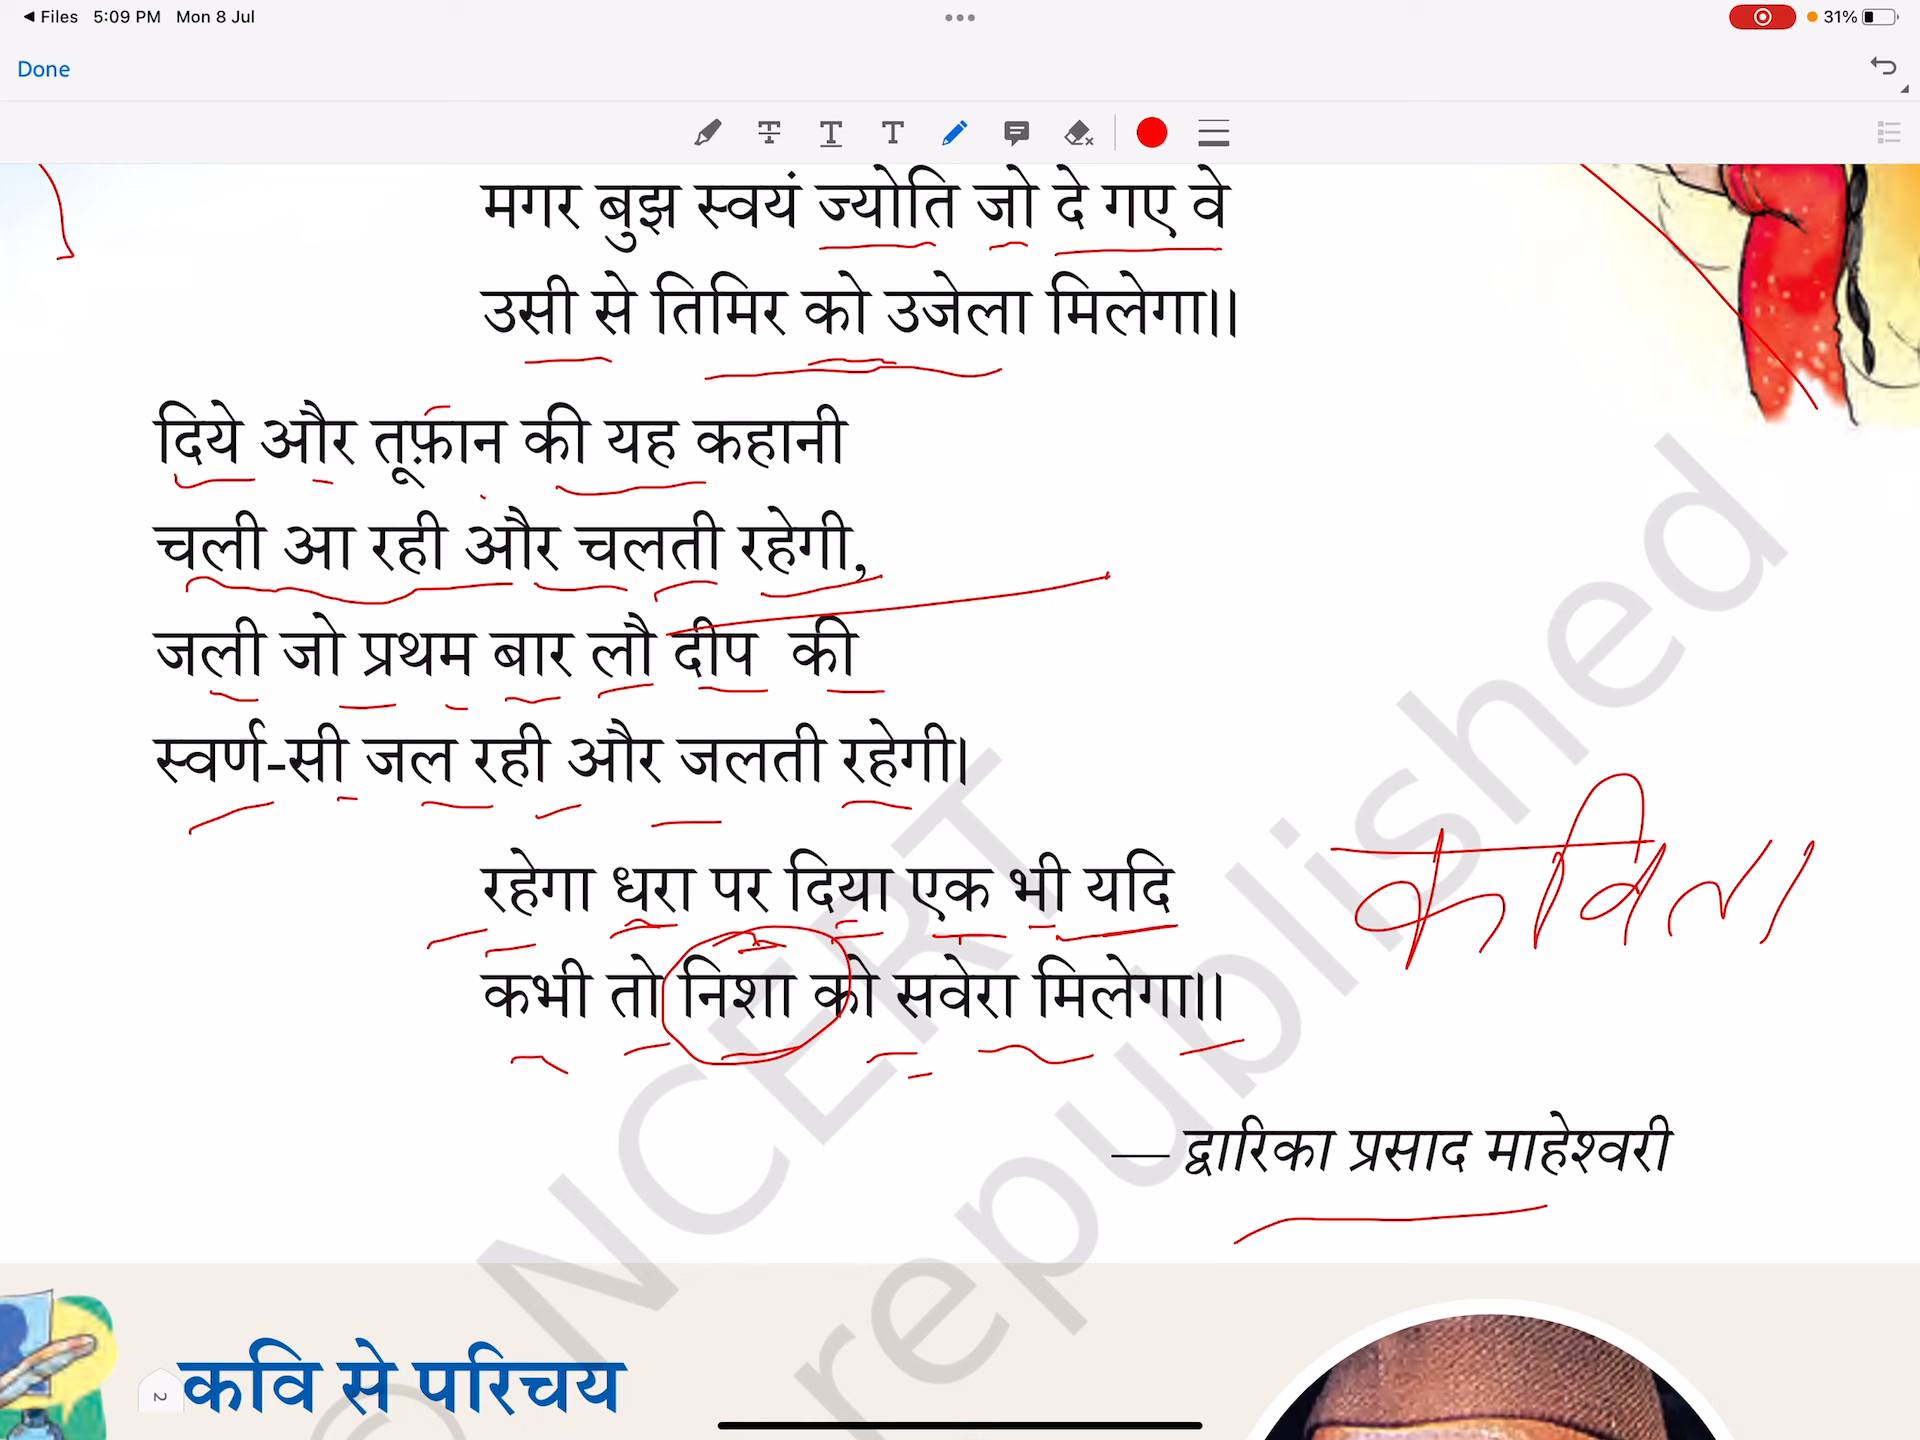 Files 5:09 PM Mon 8 Jul
31%
Done
मगर बुझ स्वयं ज्योति जो दे गए वे
उसी से तिमिर को उजेला मिलेगा।।
दिये और तूफ़ान की यह कहानी
चली आ रही और चलती रहेगी,
जली जो प्रथम बार लौ दीप की
स्वर्ण-सी जल रही और जलती रहेगी।
रहेगा धरा पर दिया एक भी यदि
कभी तो निशा को सवेरा मिलेगा।।
कविता
— द्वारिका प्रसाद माहेश्वरी
कवि से परिचय
2
© NCERT
republished